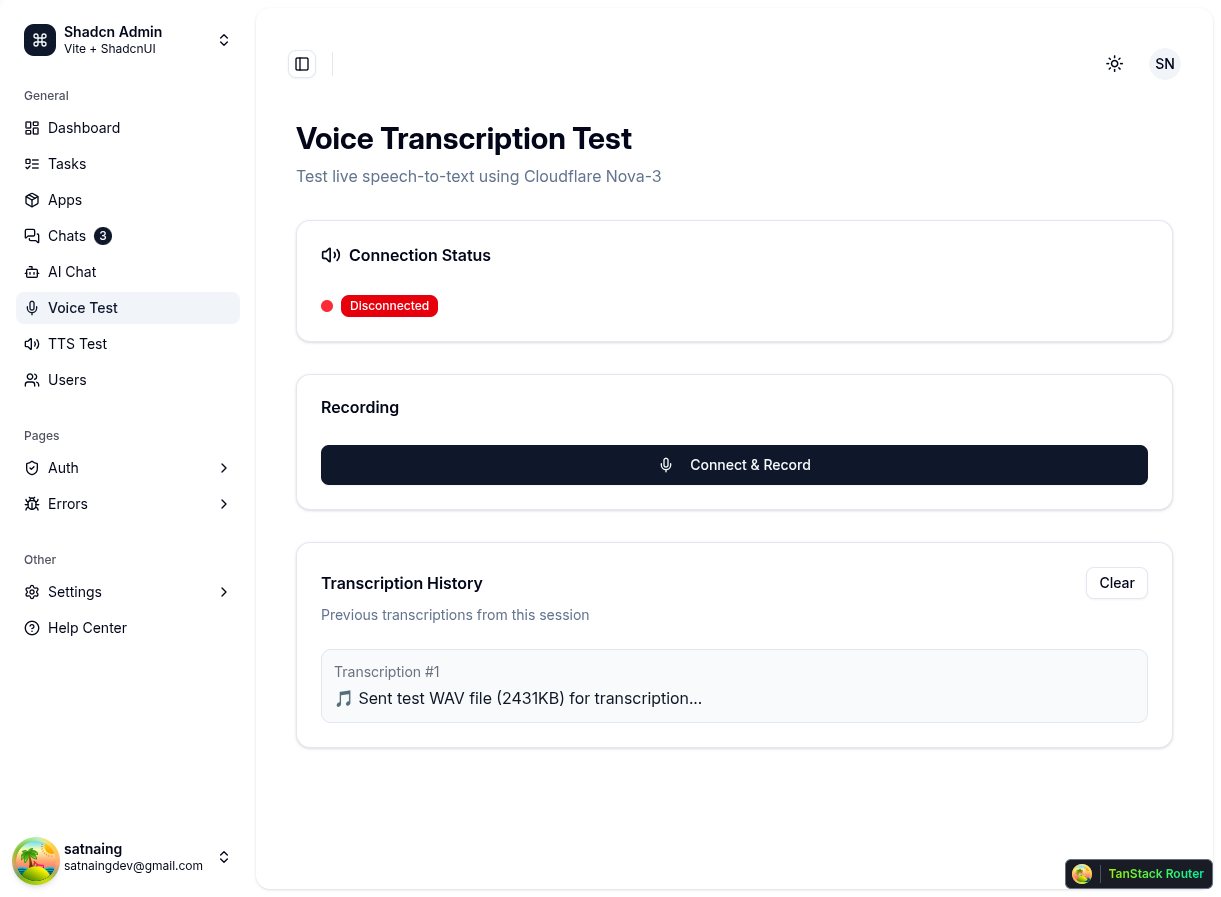 Shadcn Admin
Vite + ShadcnUI
General
Dashboard
Tasks
Apps
Chats 3
AI Chat
Voice Test
TTS Test
Users
Pages
Auth
Errors
Other
Settings
Help Center
satnaing
satnaingdev@gmail.com
SN
Voice Transcription Test
Test live speech-to-text using Cloudflare Nova-3
Connection Status
Disconnected
Recording
Connect & Record
Transcription History
Clear
Previous transcriptions from this session
Transcription #1
🎵 Sent test WAV file (2431KB) for transcription...
TanStack Router